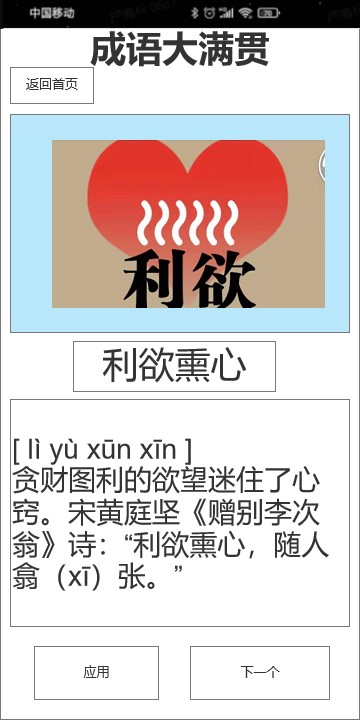 中国移动
成语大满贯
返回首页
利欲
利欲熏心
[ lì yù xūn xīn ]
贪财图利的欲望迷住了心
窍。宋黄庭坚《赠别李次
翁》诗：“利欲熏心，随人
翕（xī）张。”
应用
下一个